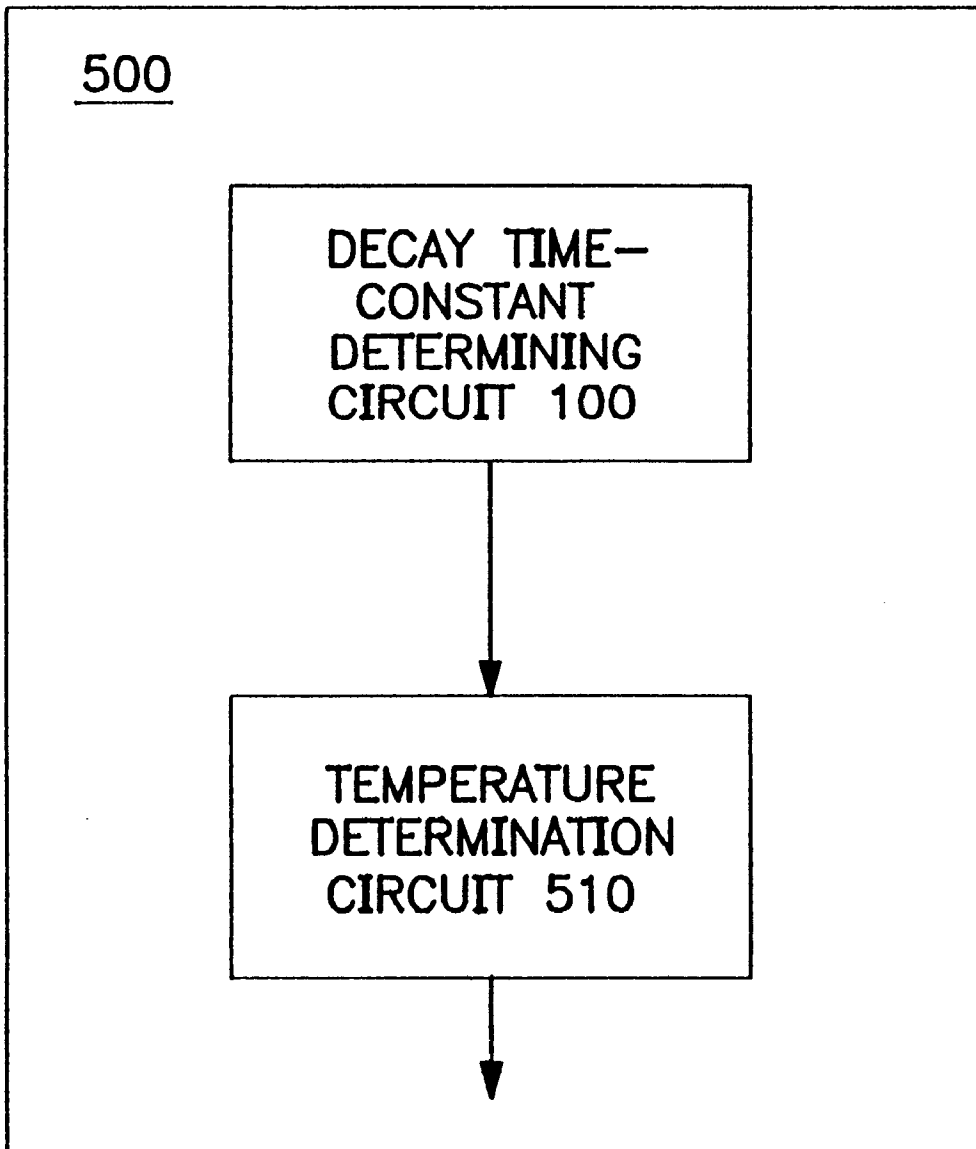 500
DECAY TIME-
CONSTANT
DETERMINING
CIRCUIT 100
TEMPERATURE
DETERMINATION
CIRCUIT 510